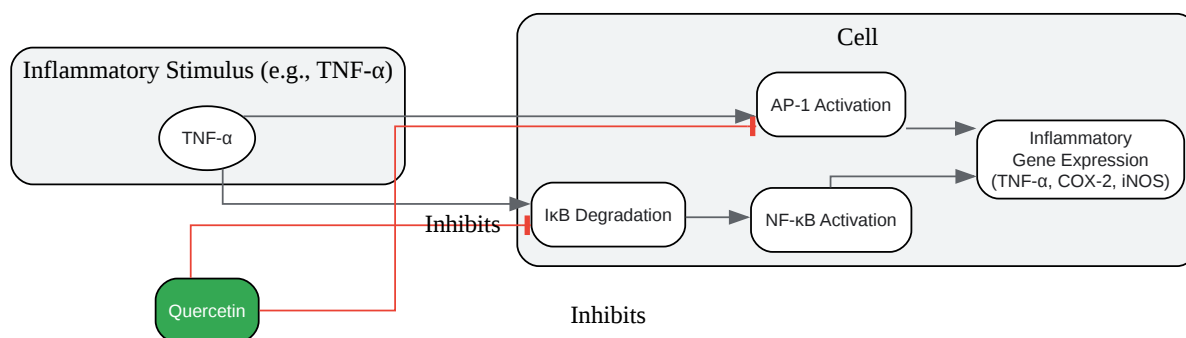 Cell
Inflammatory Stimulus (e.g., TNF-α)
AP-1 Activation
TNF-α
Inflammatory
Gene Expression
(TNF-α, COX-2, iNOS)
IκB Degradation
NF-κB Activation
Inhibits
Quercetin
Inhibits